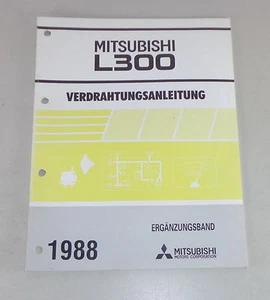 MITSUBISHI
L300
VERDRAHTUNGSANLEITUNG
ERGÄNZUNGSBAND
1988
MITSUBISHI
MOTORS CORPORATION